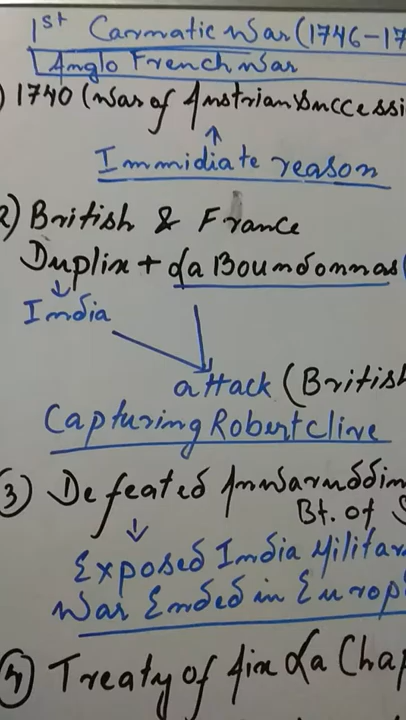 1st Carnatic War (1746-17
Anglo French War
) 1740 (War of Austrian Successi
Immidiate reason
2) British & France
Duplix + La Boundonnas (
India
attack (British
Capturing Robert Clive
3) Defeated Anwaruddin
Bt. of S
Exposed India Militar
War Ended in Europ
4) Treaty of Aix La Chap